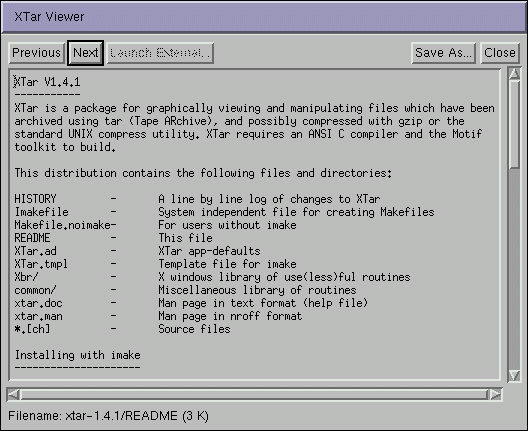 XTar Viewer
Previous Next Launch External... Save As... Close
XTar V1.4.1
-----------
XTar is a package for graphically viewing and manipulating files which have been
archived using tar (Tape ARchive), and possibly compressed with gzip or the
standard UNIX compress utility. XTar requires an ANSI C compiler and the Motif
toolkit to build.
This distribution contains the following files and directories:
HISTORY - A line by line log of changes to XTar
Imakefile - System independent file for creating Makefiles
Makefile.noimake- For users without imake
README - This file
XTar.ad - XTar app-defaults
XTar.tmpl - Template file for imake
Xbr/ - X windows library of use(less)ful routines
common/ - Miscellaneous library of routines
xtar.doc - Man page in text format (help file)
xtar.man - Man page in nroff format
*.[ch] - Source files
Installing with imake
---------------------
Filename: xtar-1.4.1/README (3 K)